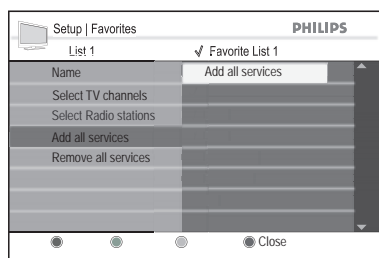 Setup | Favorites PHILIPS
List 1 √ Favorite List 1
Name Add all services
Select TV channels
Select Radio stations
Add all services
Remove all services
Close